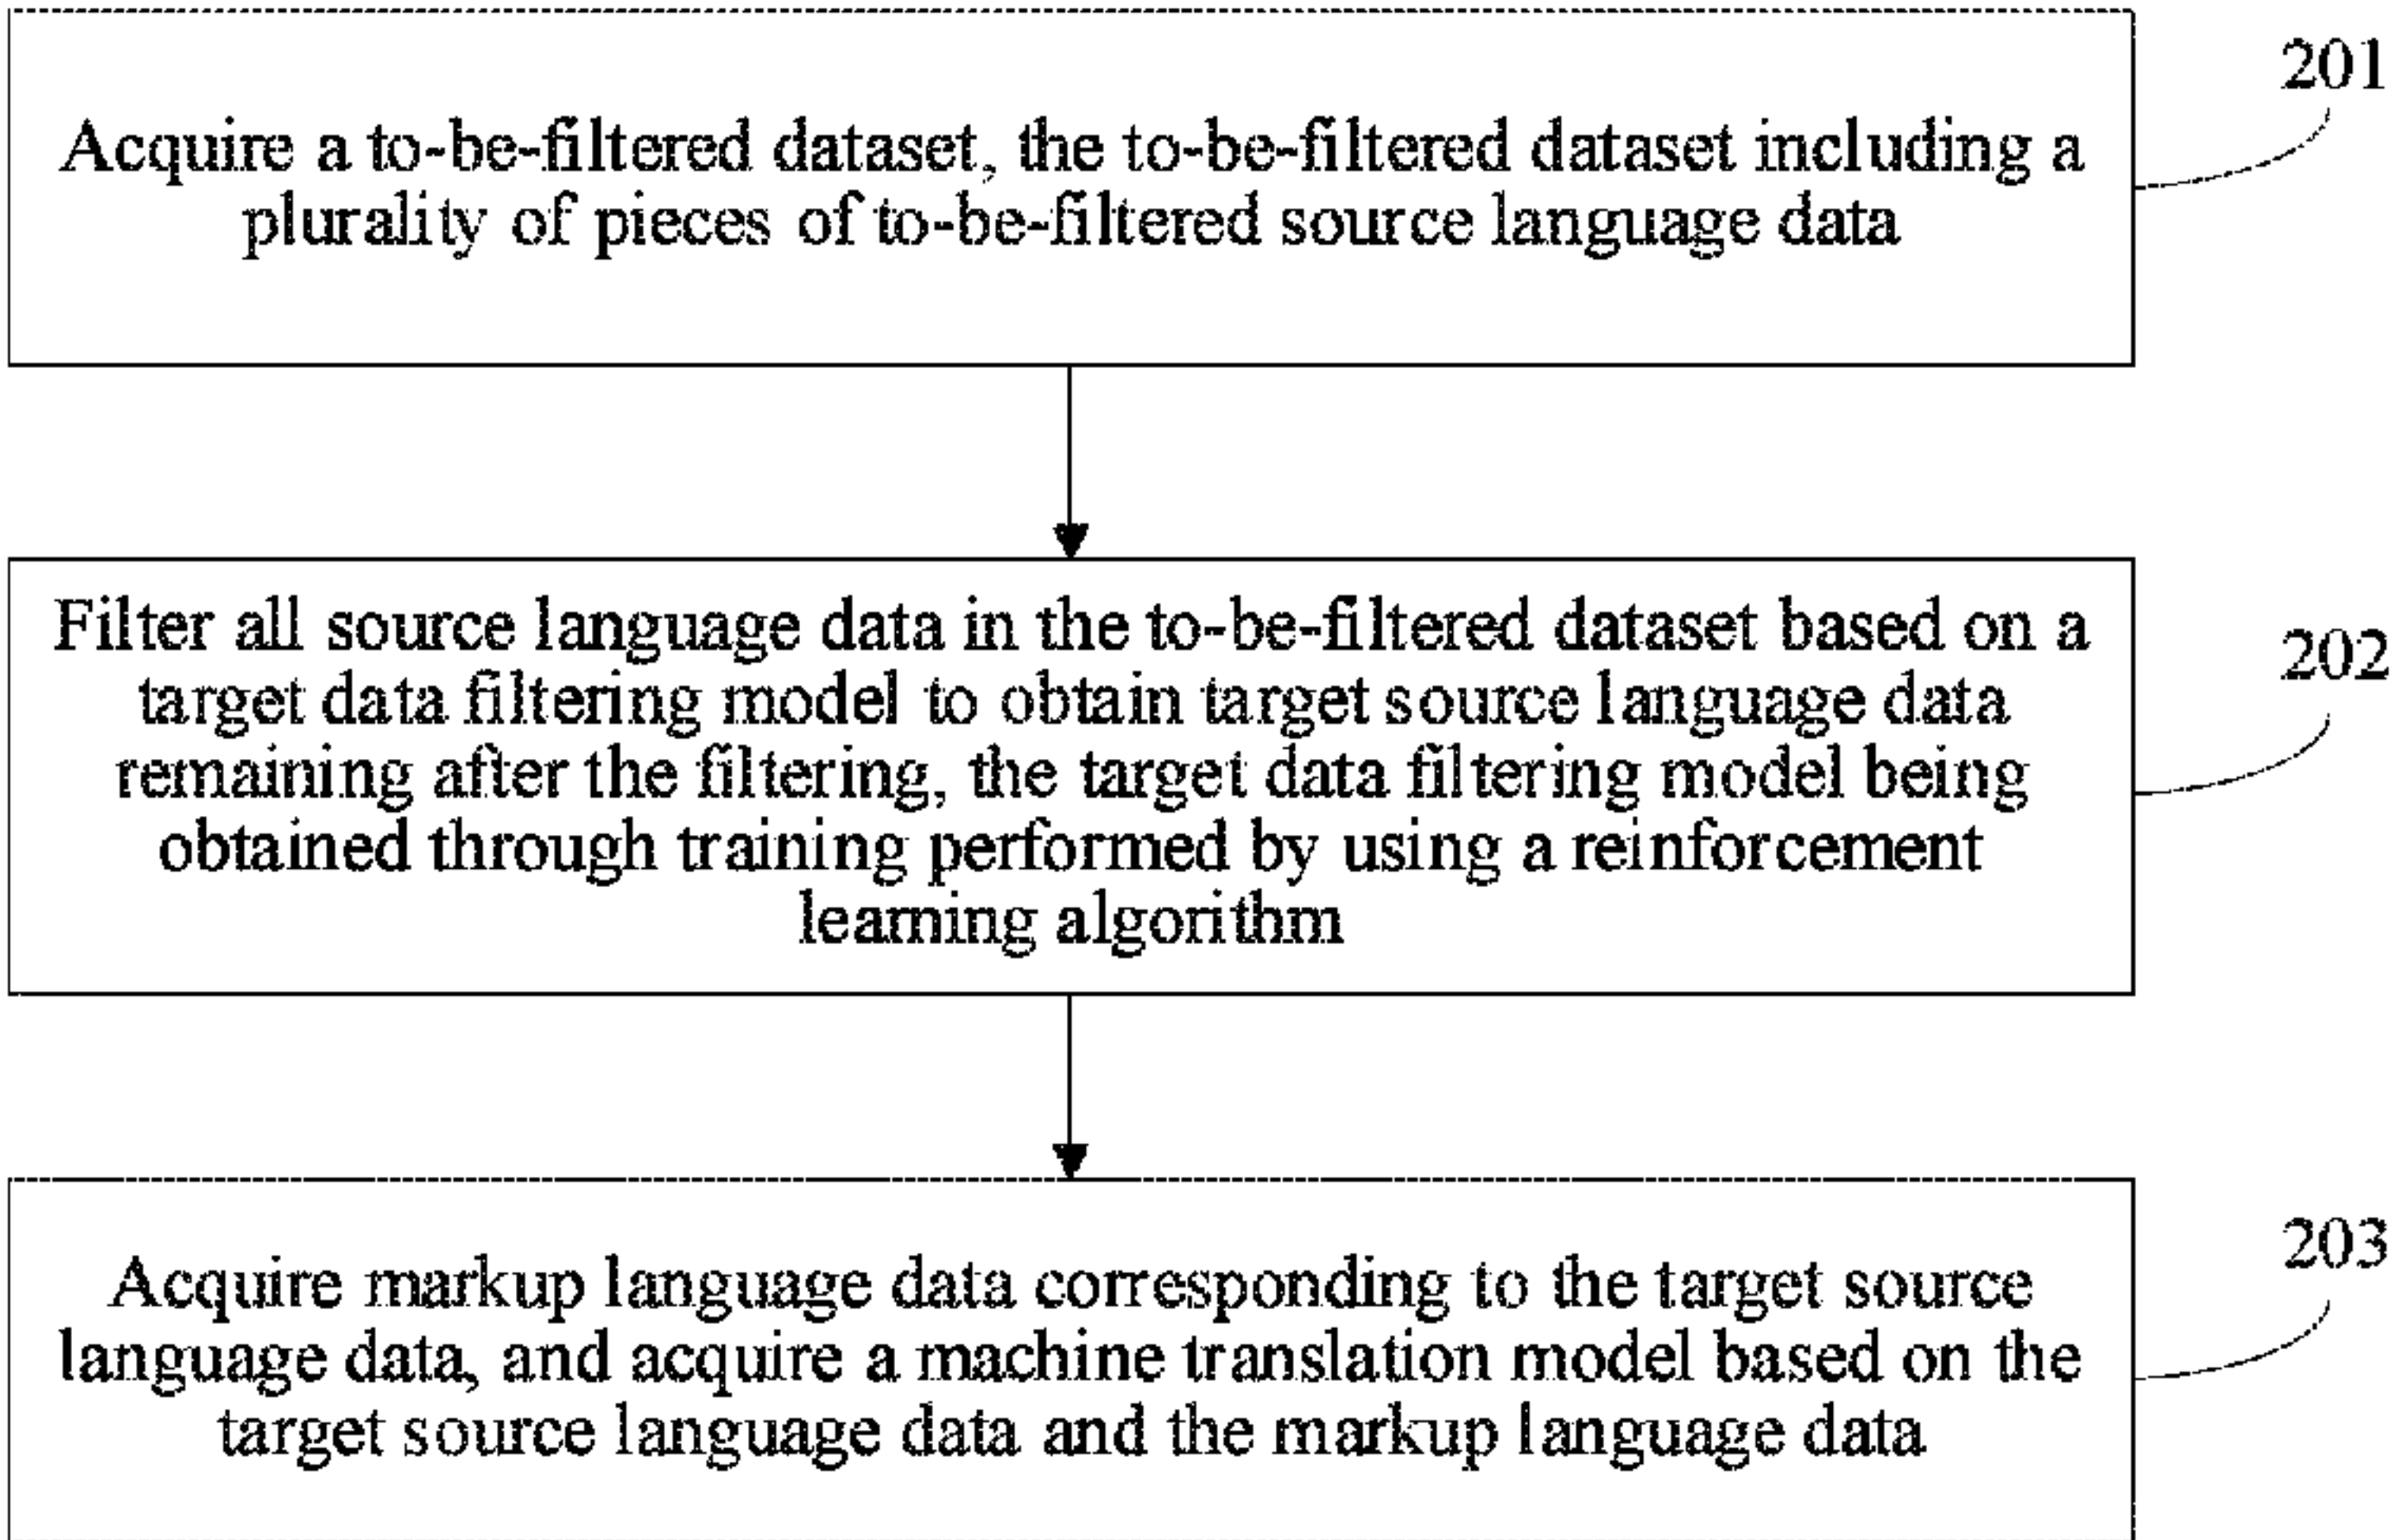 201
Acquire a to-be-filtered dataset, the to-be-filtered dataset including a
plurality of pieces of to-be-filtered source language data
Filter all source language data in the to-be-filtered dataset based on a
202
target data filtering model to obtain target source language data
remaining after the filtering, the target data filtering model being
obtained through training performed by using a reinforcement
learning algorithm
203
Acquire markup language data corresponding to the target source
language data, and acquire a machine translation model based on the
target source language data and the markup language data